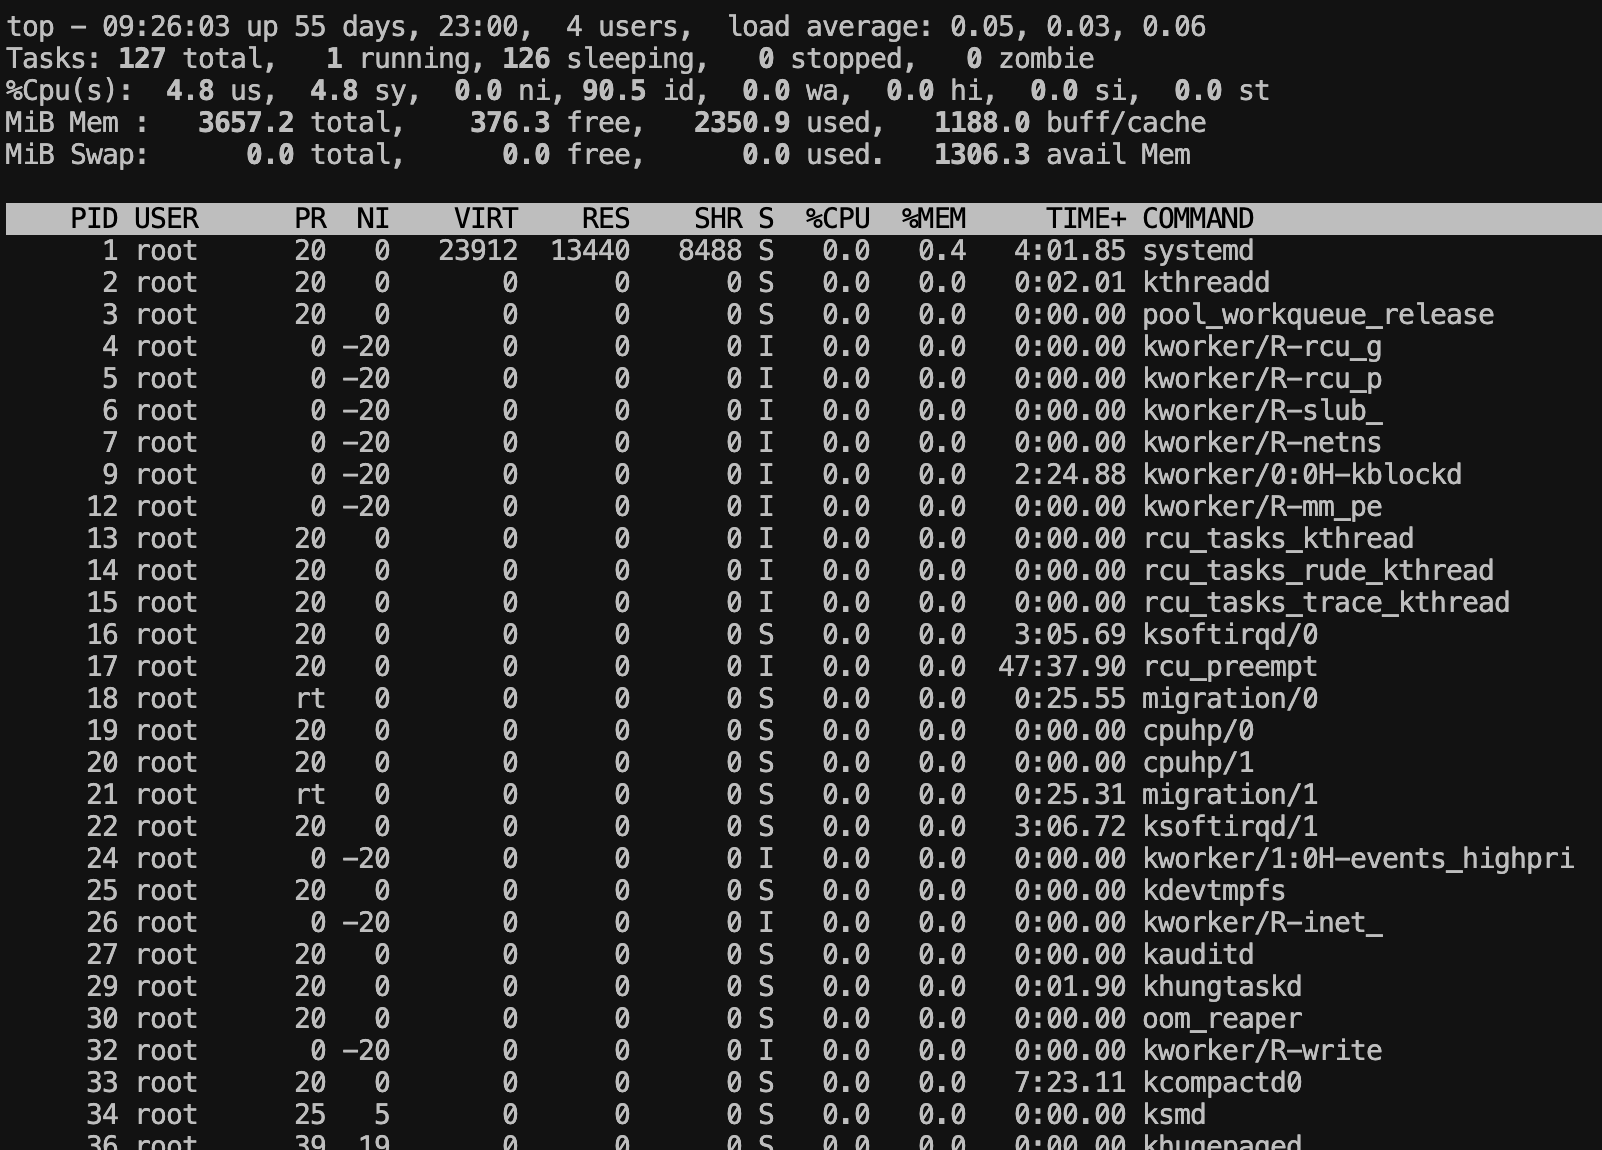 top - 09:26:03 up 55 days, 23:00,  4 users,  load average: 0.05, 0.03, 0.06
Tasks: 127 total,   1 running, 126 sleeping,   0 stopped,   0 zombie
%Cpu(s):  4.8 us,  4.8 sy,  0.0 ni, 90.5 id,  0.0 wa,  0.0 hi,  0.0 si,  0.0 st
MiB Mem :   3657.2 total,    376.3 free,   2350.9 used,   1188.0 buff/cache
MiB Swap:      0.0 total,      0.0 free,      0.0 used.   1306.3 avail Mem
    PID USER      PR  NI    VIRT    RES    SHR S  %CPU  %MEM     TIME+ COMMAND
      1 root      20   0   23912  13440   8488 S   0.0   0.4   4:01.85 systemd
      2 root      20   0       0      0      0 S   0.0   0.0   0:02.01 kthreadd
      3 root      20   0       0      0      0 S   0.0   0.0   0:00.00 pool_workqueue_release
      4 root       0 -20       0      0      0 I   0.0   0.0   0:00.00 kworker/R-rcu_g
      5 root       0 -20       0      0      0 I   0.0   0.0   0:00.00 kworker/R-rcu_p
      6 root       0 -20       0      0      0 I   0.0   0.0   0:00.00 kworker/R-slub_
      7 root       0 -20       0      0      0 I   0.0   0.0   0:00.00 kworker/R-netns
      9 root       0 -20       0      0      0 I   0.0   0.0   2:24.88 kworker/0:0H-kblockd
     12 root       0 -20       0      0      0 I   0.0   0.0   0:00.00 kworker/R-mm_pe
     13 root      20   0       0      0      0 I   0.0   0.0   0:00.00 rcu_tasks_kthread
     14 root      20   0       0      0      0 I   0.0   0.0   0:00.00 rcu_tasks_rude_kthread
     15 root      20   0       0      0      0 I   0.0   0.0   0:00.00 rcu_tasks_trace_kthread
     16 root      20   0       0      0      0 S   0.0   0.0   3:05.69 ksoftirqd/0
     17 root      20   0       0      0      0 I   0.0   0.0  47:37.90 rcu_preempt
     18 root      rt   0       0      0      0 S   0.0   0.0   0:25.55 migration/0
     19 root      20   0       0      0      0 S   0.0   0.0   0:00.00 cpuhp/0
     20 root      20   0       0      0      0 S   0.0   0.0   0:00.00 cpuhp/1
     21 root      rt   0       0      0      0 S   0.0   0.0   0:25.31 migration/1
     22 root      20   0       0      0      0 S   0.0   0.0   3:06.72 ksoftirqd/1
     24 root       0 -20       0      0      0 I   0.0   0.0   0:00.00 kworker/1:0H-events_highpri
     25 root      20   0       0      0      0 S   0.0   0.0   0:00.00 kdevtmpfs
     26 root       0 -20       0      0      0 I   0.0   0.0   0:00.00 kworker/R-inet_
     27 root      20   0       0      0      0 S   0.0   0.0   0:00.00 kauditd
     29 root      20   0       0      0      0 S   0.0   0.0   0:01.90 khungtaskd
     30 root      20   0       0      0      0 S   0.0   0.0   0:00.00 oom_reaper
     32 root       0 -20       0      0      0 I   0.0   0.0   0:00.00 kworker/R-write
     33 root      20   0       0      0      0 S   0.0   0.0   7:23.11 kcompactd0
     34 root      25   5       0      0      0 S   0.0   0.0   0:00.00 ksmd
     36 root      39  19       0      0      0 S   0.0   0.0   0:00.00 khugepaged